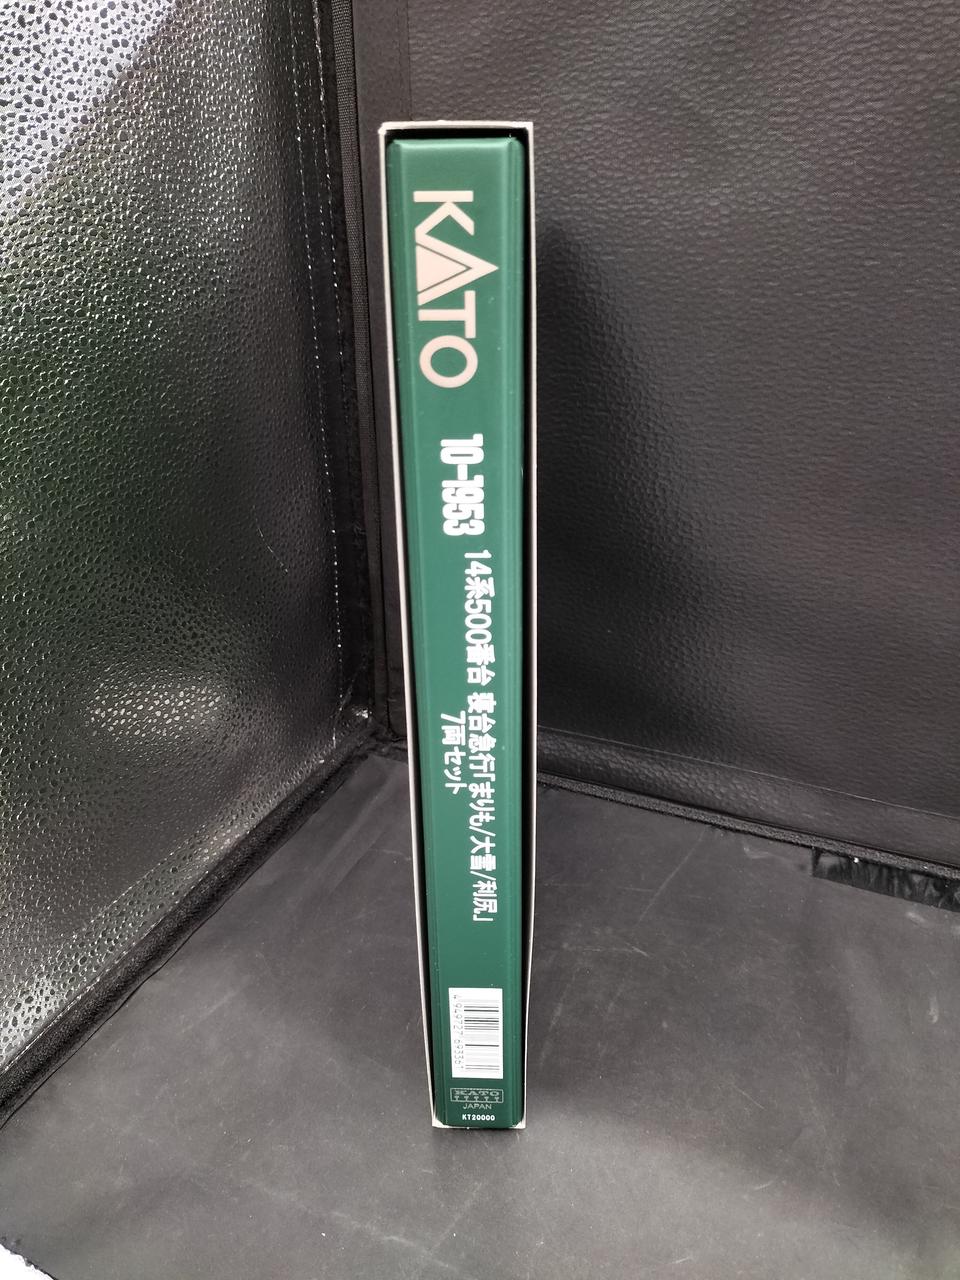 KATO
10-1953
14系500番台 寝台急行「まりも/大雪/利尻」
7両セット
KATO
JAPAN
KT20000